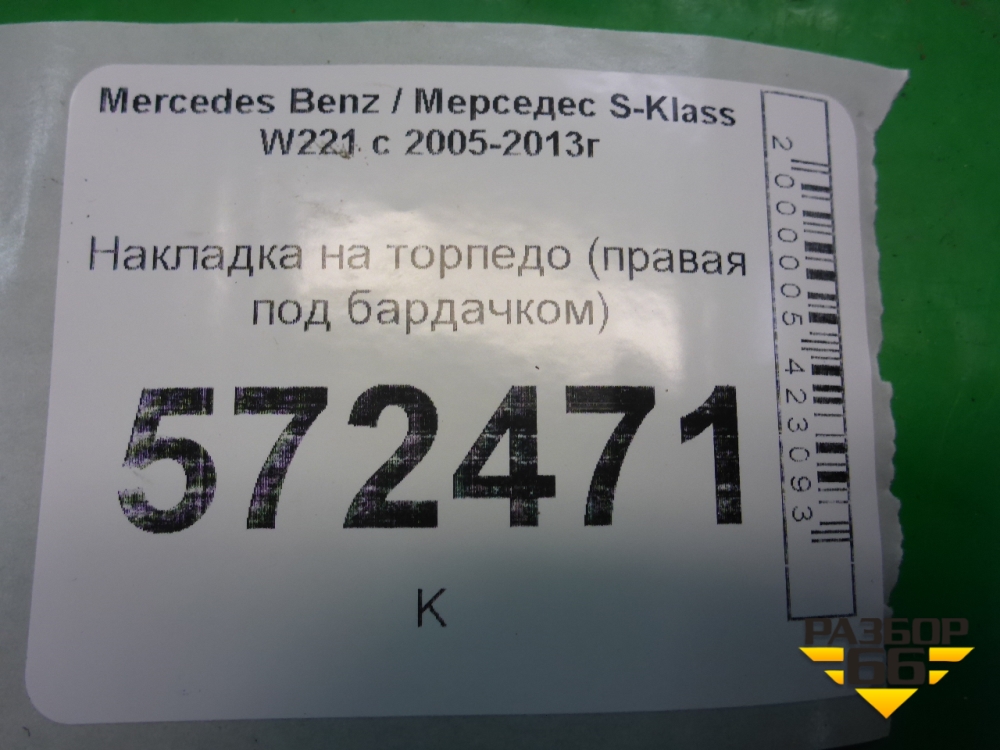 Mercedes Benz / Мерседес S-Klass
W221 с 2005-2013г
Накладка на торпедо (правая
под бардачком)
572471
К
2000005423093
РАЗБОР
66